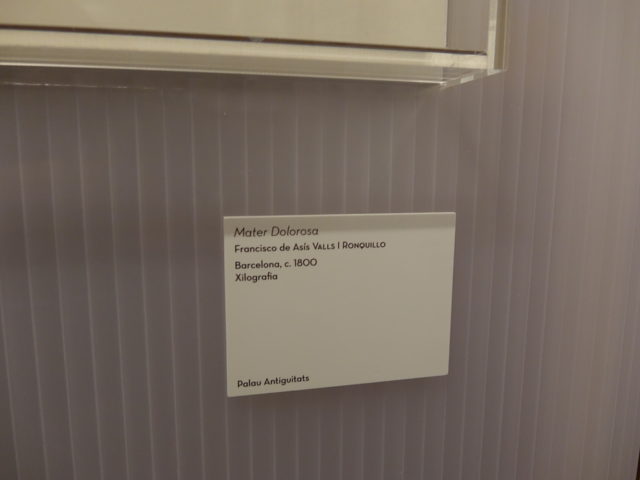 Mater Dolorosa
Francisco de Asís Valls i Ronquillo
Barcelona, c. 1800
Xilografia
Palau Antiguitats